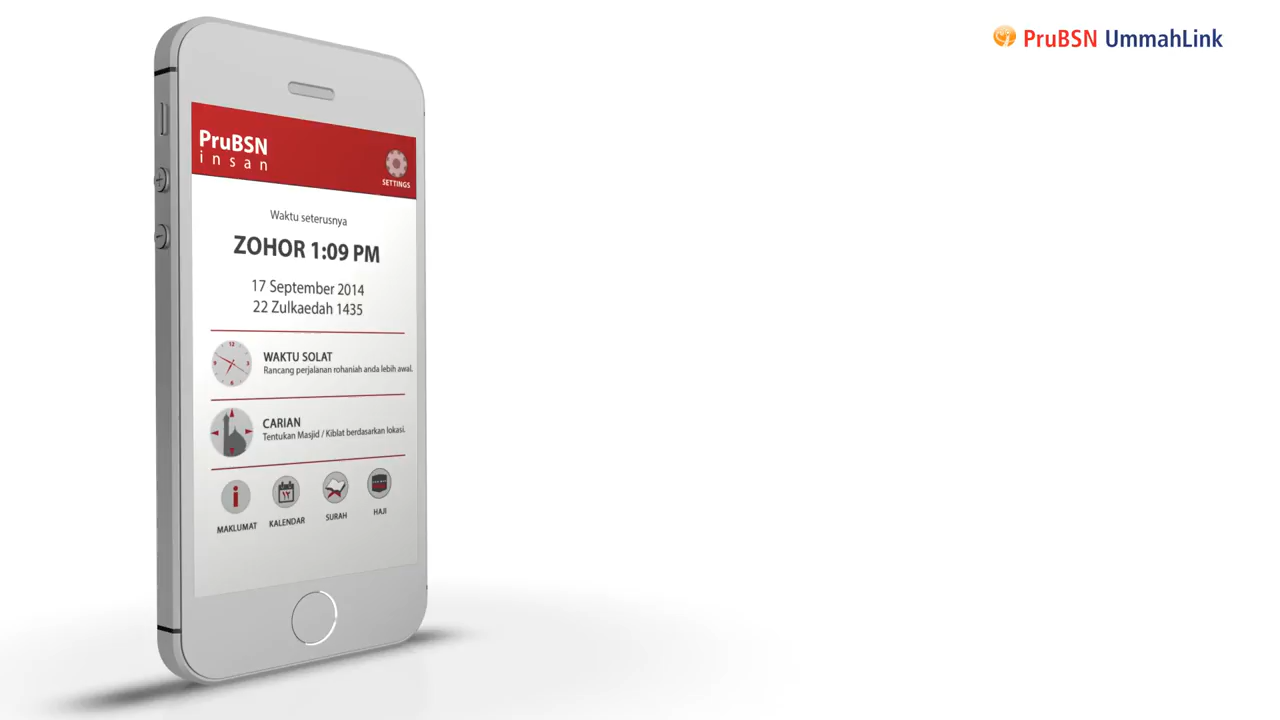 PruBSN UmmahLink
PruBSN
insan
SETTINGS
Waktu seterusnya
ZOHOR 1:09 PM
17 September 2014
22 Zulkaedah 1435
WAKTU SOLAT
Rancang perjalanan rohaniah anda lebih awal.
CARIAN
Tentukan Masjid / Kiblat berdasarkan lokasi.
MAKLUMAT KALENDAR SURAH HAJI